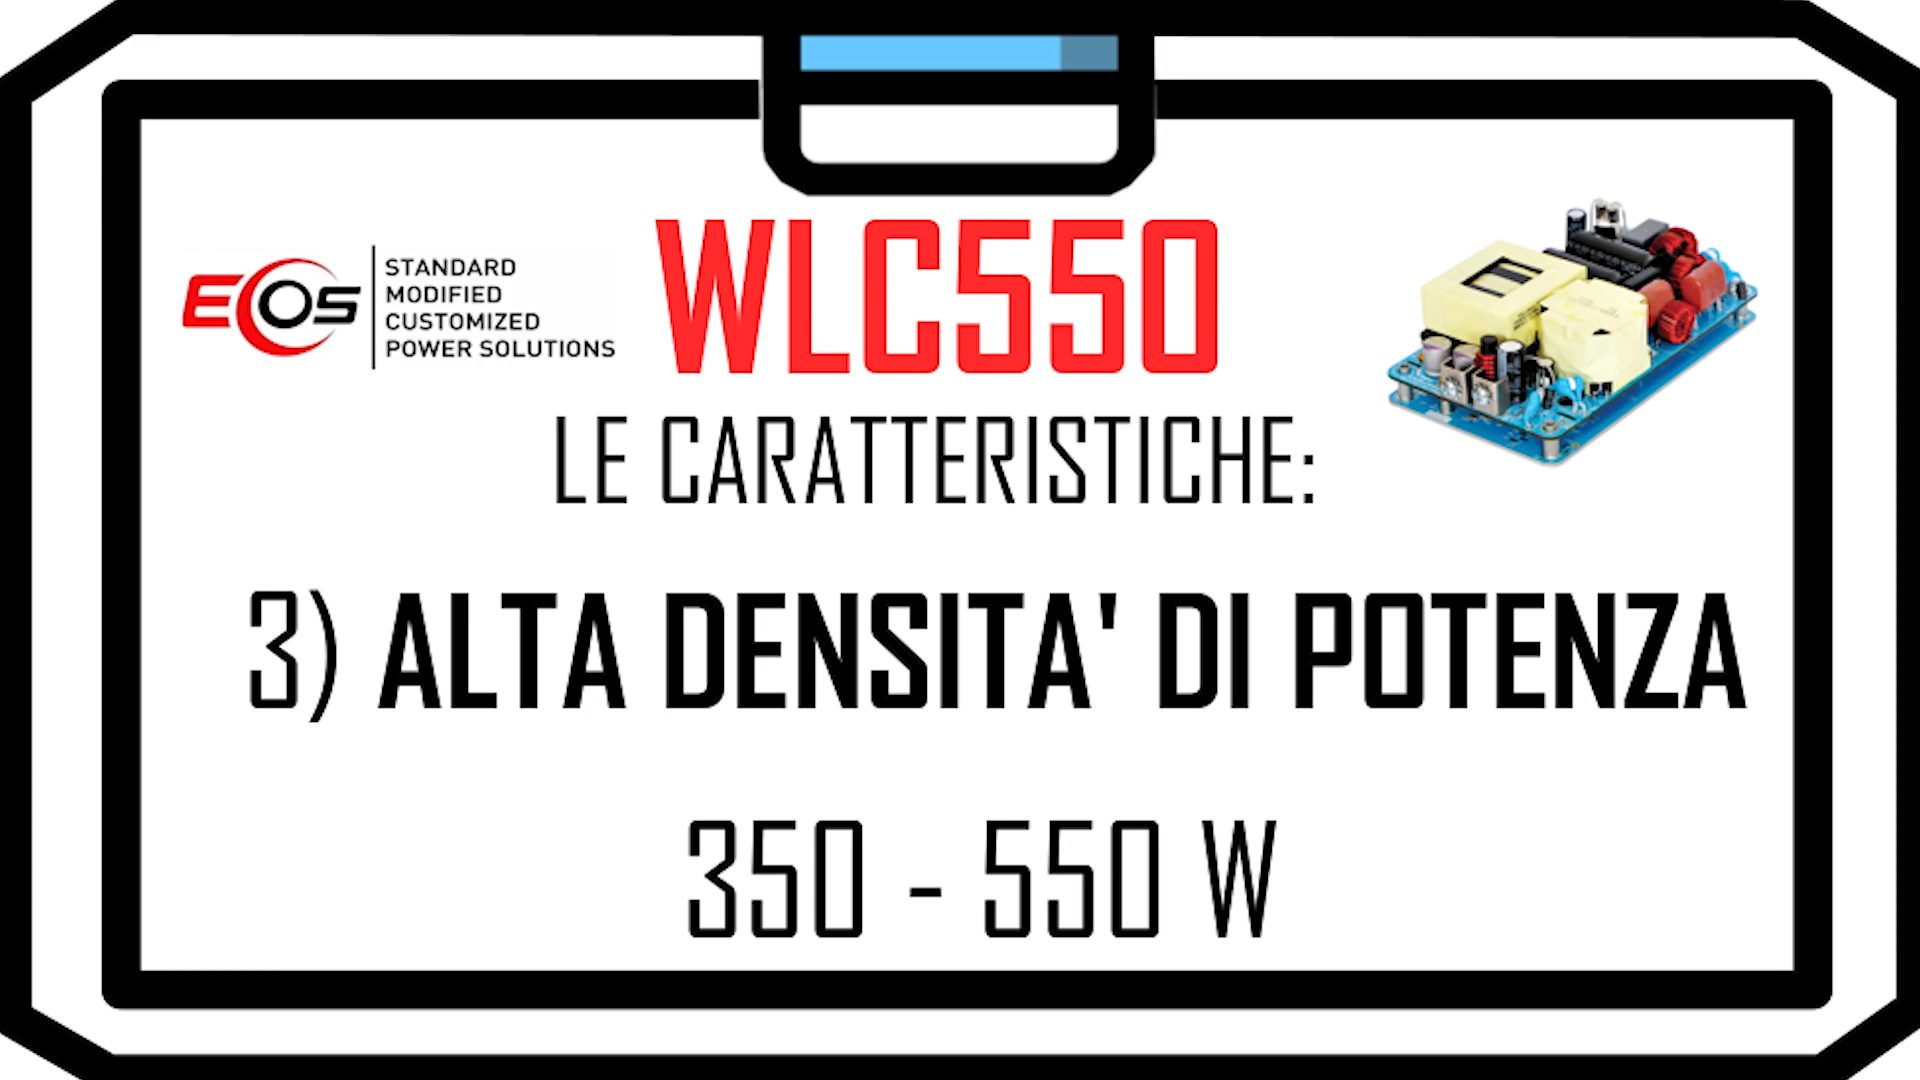 EOS
STANDARD
MODIFIED
CUSTOMIZED
POWER SOLUTIONS
WLC550
LE CARATTERISTICHE:
3) ALTA DENSITA' DI POTENZA
350 - 550 W